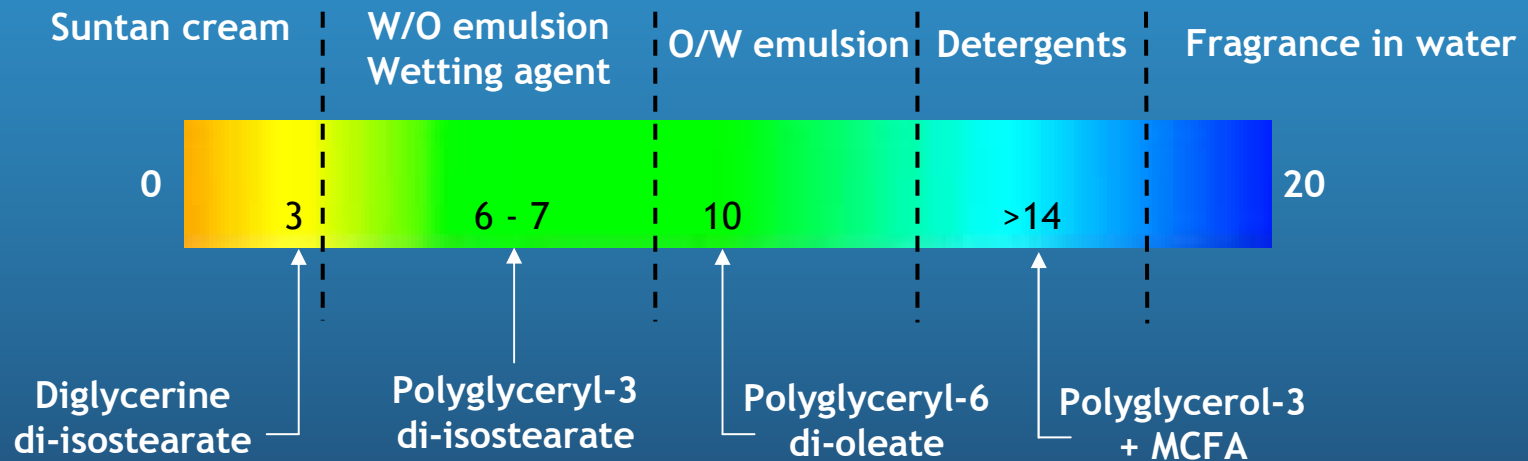 Suntan cream
W/O emulsion
Wetting agent
O/W emulsion
Detergents
Fragrance in water
0
3
6 - 7
10
>14
20
Diglycerine
di-isostearate
Polyglyceryl-3
di-isostearate
Polyglyceryl-6
di-oleate
Polyglycerol-3
+ MCFA